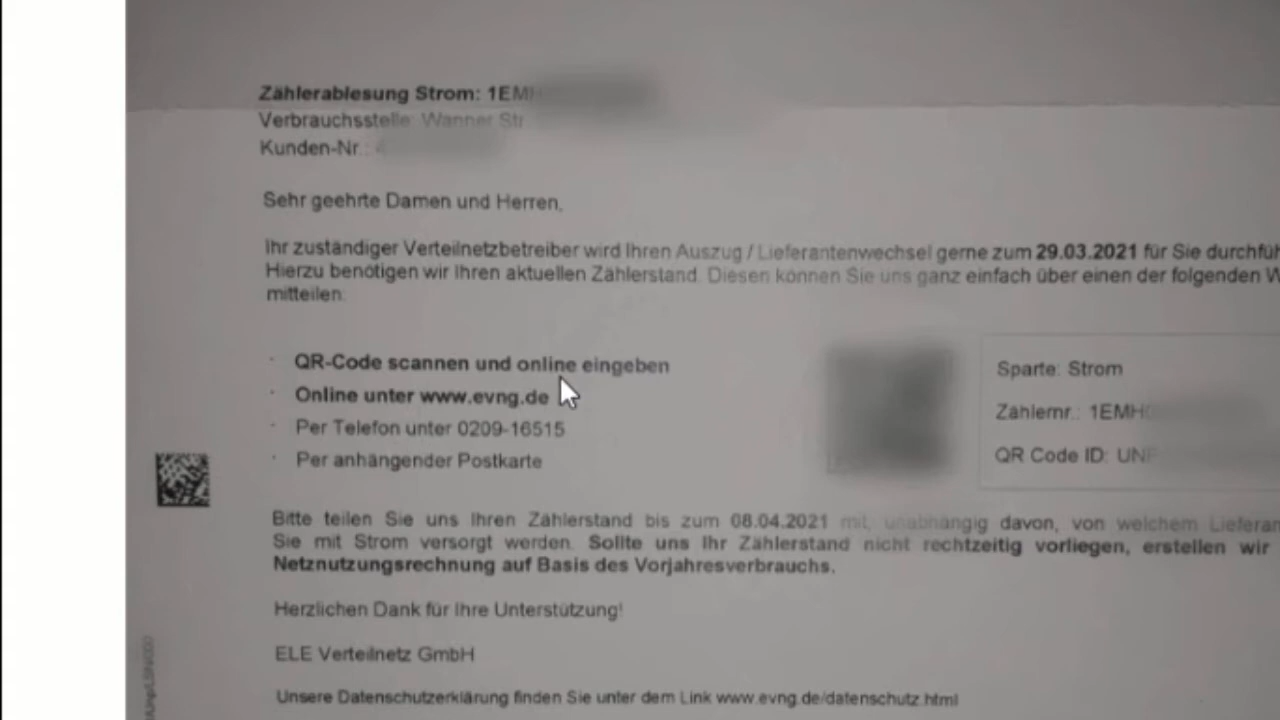 Zählerablesung Strom: 1EMH
Verbrauchsstelle: Wanner Str
Kunden-Nr.:
Sehr geehrte Damen und Herren,
Ihr zuständiger Verteilnetzbetreiber wird Ihren Auszug / Lieferantenwechsel gerne zum 29.03.2021 für Sie
Hierzu benötigen wir Ihren aktuellen Zählerstand. Diesen können Sie uns ganz einfach über einen der folgenden
mitteilen:
· QR-Code scannen und online eingeben
· Online unter www.evng.de
· Per Telefon unter 0209-16515
· Per anhängender Postkarte
Sparte: Strom
Zählernr.: 1EMH
QR Code ID: UNP
Bitte teilen Sie uns Ihren Zählerstand bis zum 08.04.2021 mit, unabhängig davon, von welchem
Sie mit Strom versorgt werden. Sollte uns Ihr Zählerstand nicht rechtzeitig vorliegen, erstellen wir
Netznutzungsrechnung auf Basis des Vorjahresverbrauchs.
Herzlichen Dank für Ihre Unterstützung!
ELE Verteilnetz GmbH
Unsere Datenschutzerklärung finden Sie unter dem Link www.evng.de/datenschutz.html